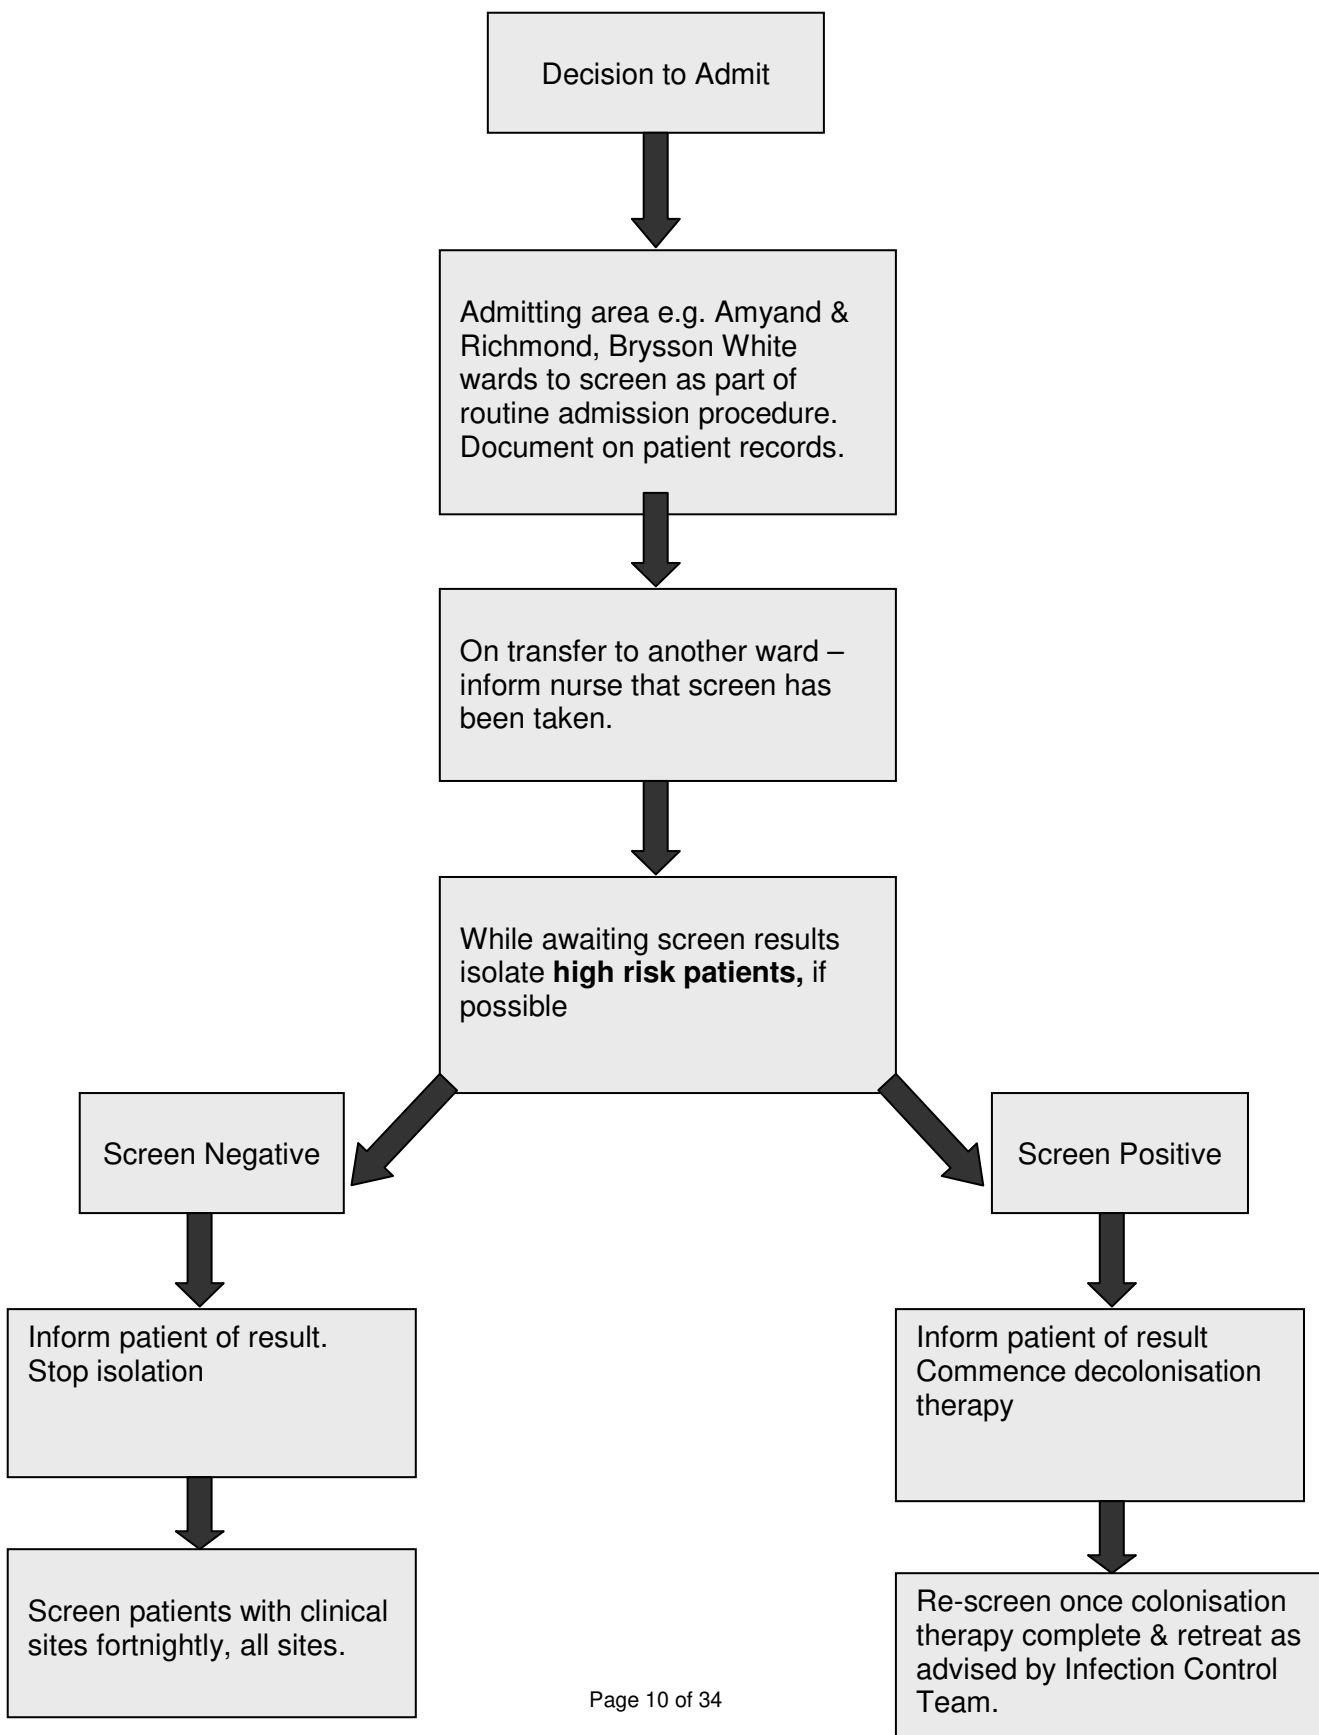 Decision to Admit
Admitting area e.g. Amyand &
Richmond, Brysson White
wards to screen as part of
routine admission procedure.
Document on patient records.
On transfer to another ward –
inform nurse that screen has
been taken.
While awaiting screen results
isolate high risk patients, if
possible
Screen Negative
Screen Positive
Inform patient of result.
Stop isolation
Inform patient of result
Commence decolonisation
therapy
Screen patients with clinical
sites fortnightly, all sites.
Re-screen once colonisation
therapy complete & retreat as
advised by Infection Control
Team.
Page 10 of 34